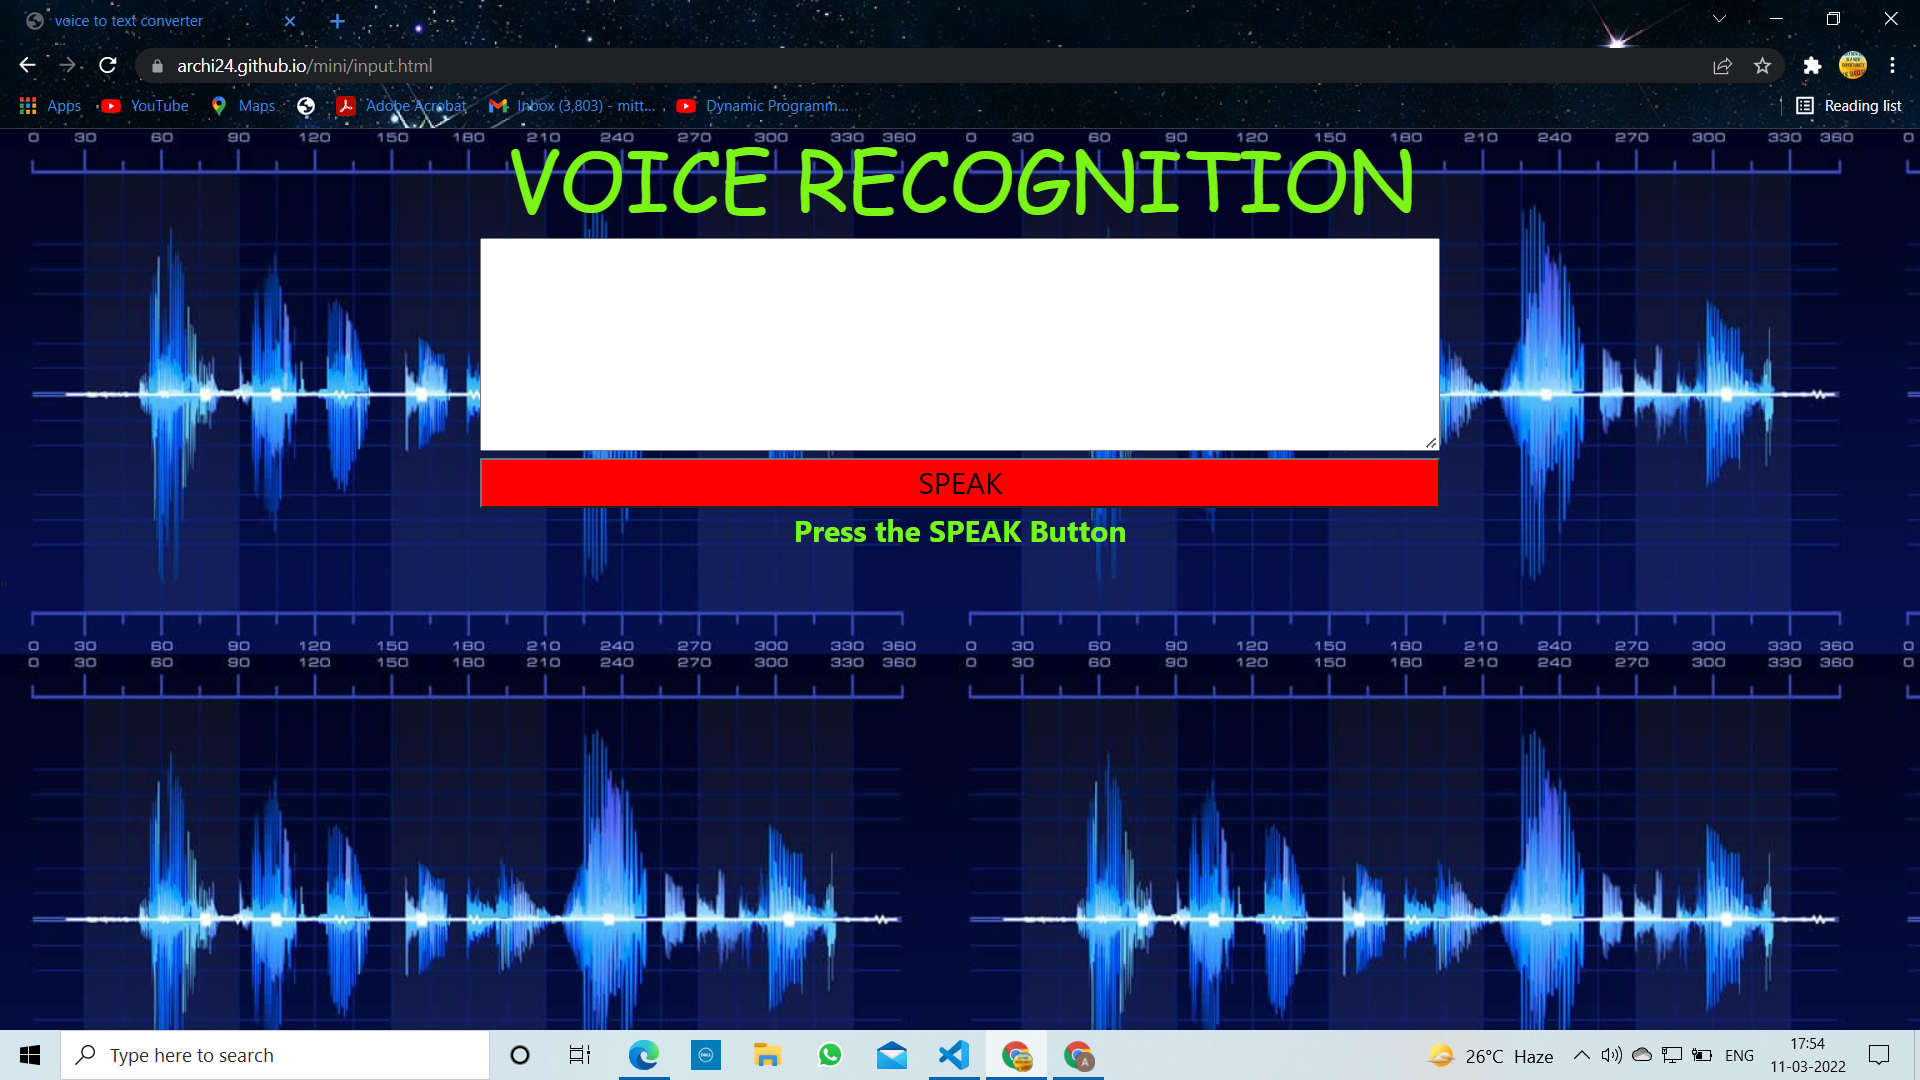 voice to text converter
archi24.github.io/mini/input.html
Apps YouTube Maps Adobe Acrobat Inbox (3,803) - mitt... Dynamic Programm... Reading list
0 30 60 90 120 150 180 210 240 270 300 330 360 0 30 60 90 120 150 180 210 240 270 300 330 360 0
VOICE RECOGNITION
SPEAK
Press the SPEAK Button
0 30 60 90 120 150 180 210 240 270 300 330 360 0 30 60 90 120 150 180 210 240 270 300 330 360 0
0 30 60 90 120 150 180 210 240 270 300 330 360 0 30 60 90 120 150 180 210 240 270 300 330 360 0
Type here to search
26°C Haze
ENG
17:54
11-03-2022